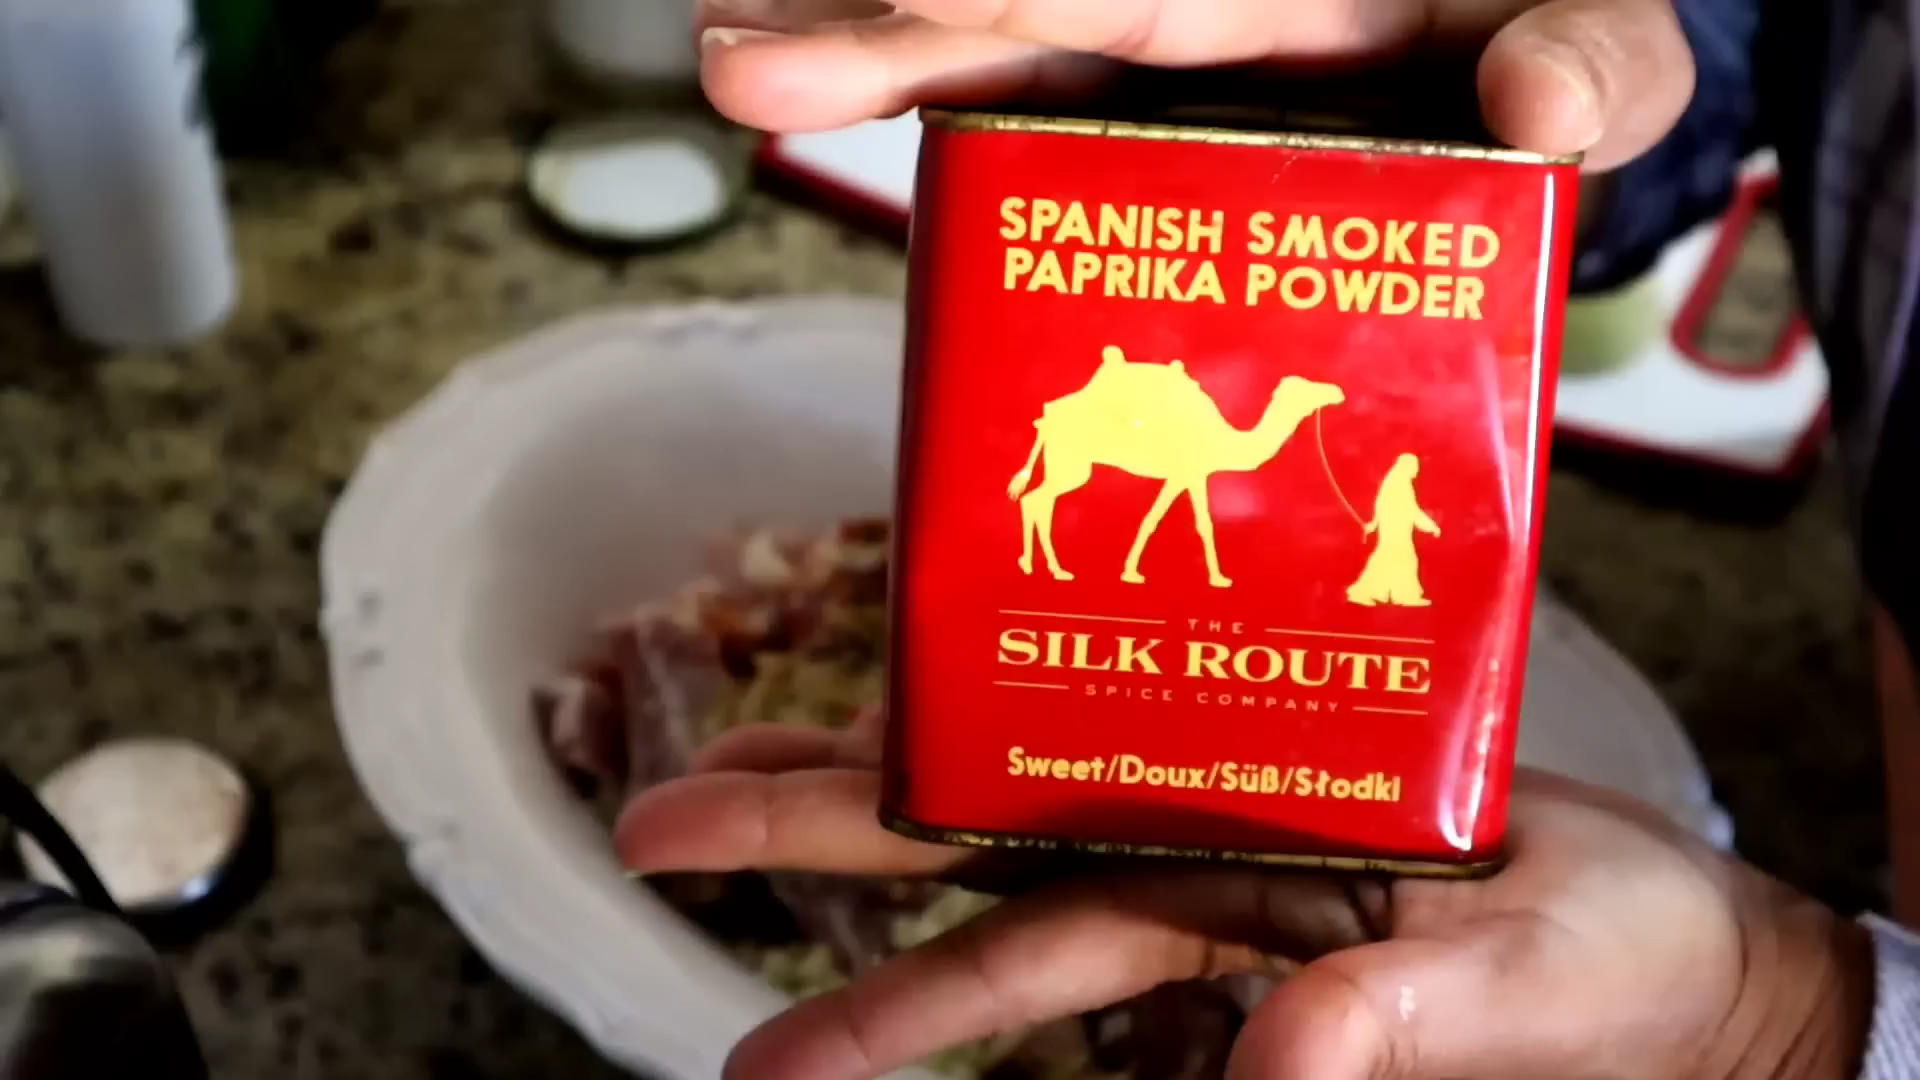 SPANISH SMOKED
PAPRIKA POWDER
THE
SILK ROUTE
SPICE COMPANY
Sweet/Doux/Süß/Słodki